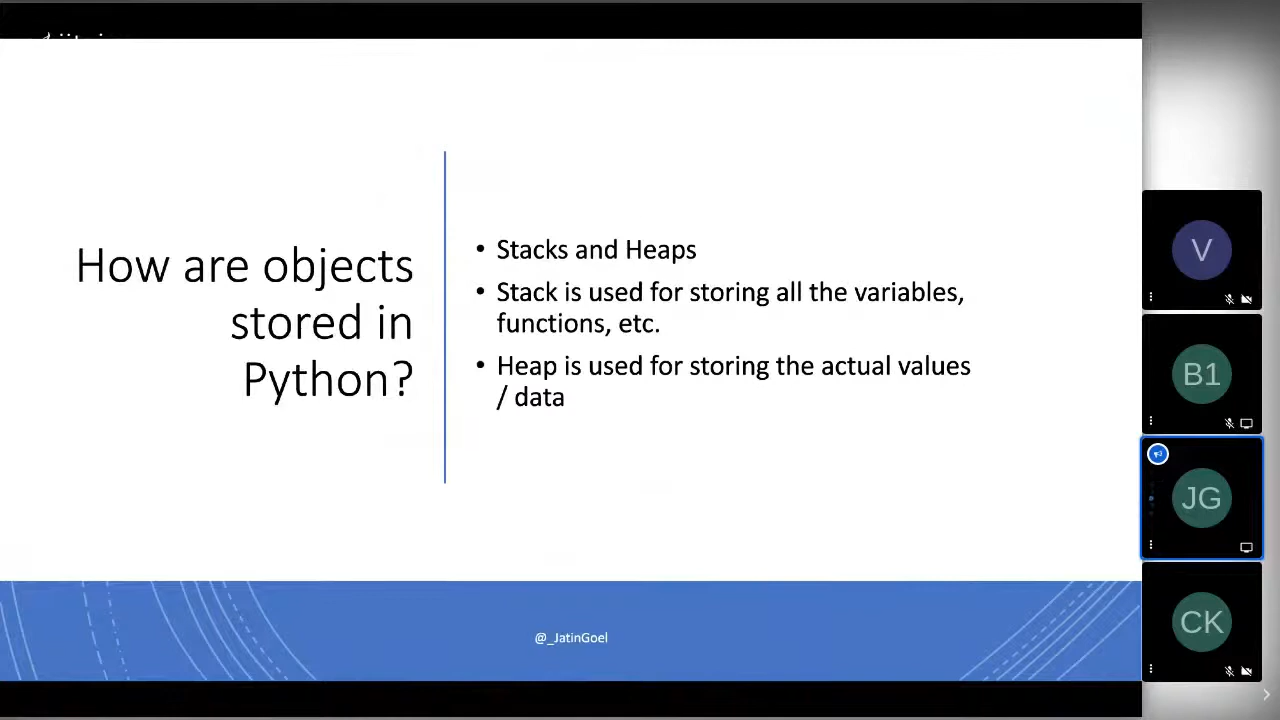 How are objects
stored in
Python?
• Stacks and Heaps
• Stack is used for storing all the variables,
functions, etc.
• Heap is used for storing the actual values
/ data
@_JatinGoel
V
B1
JG
CK